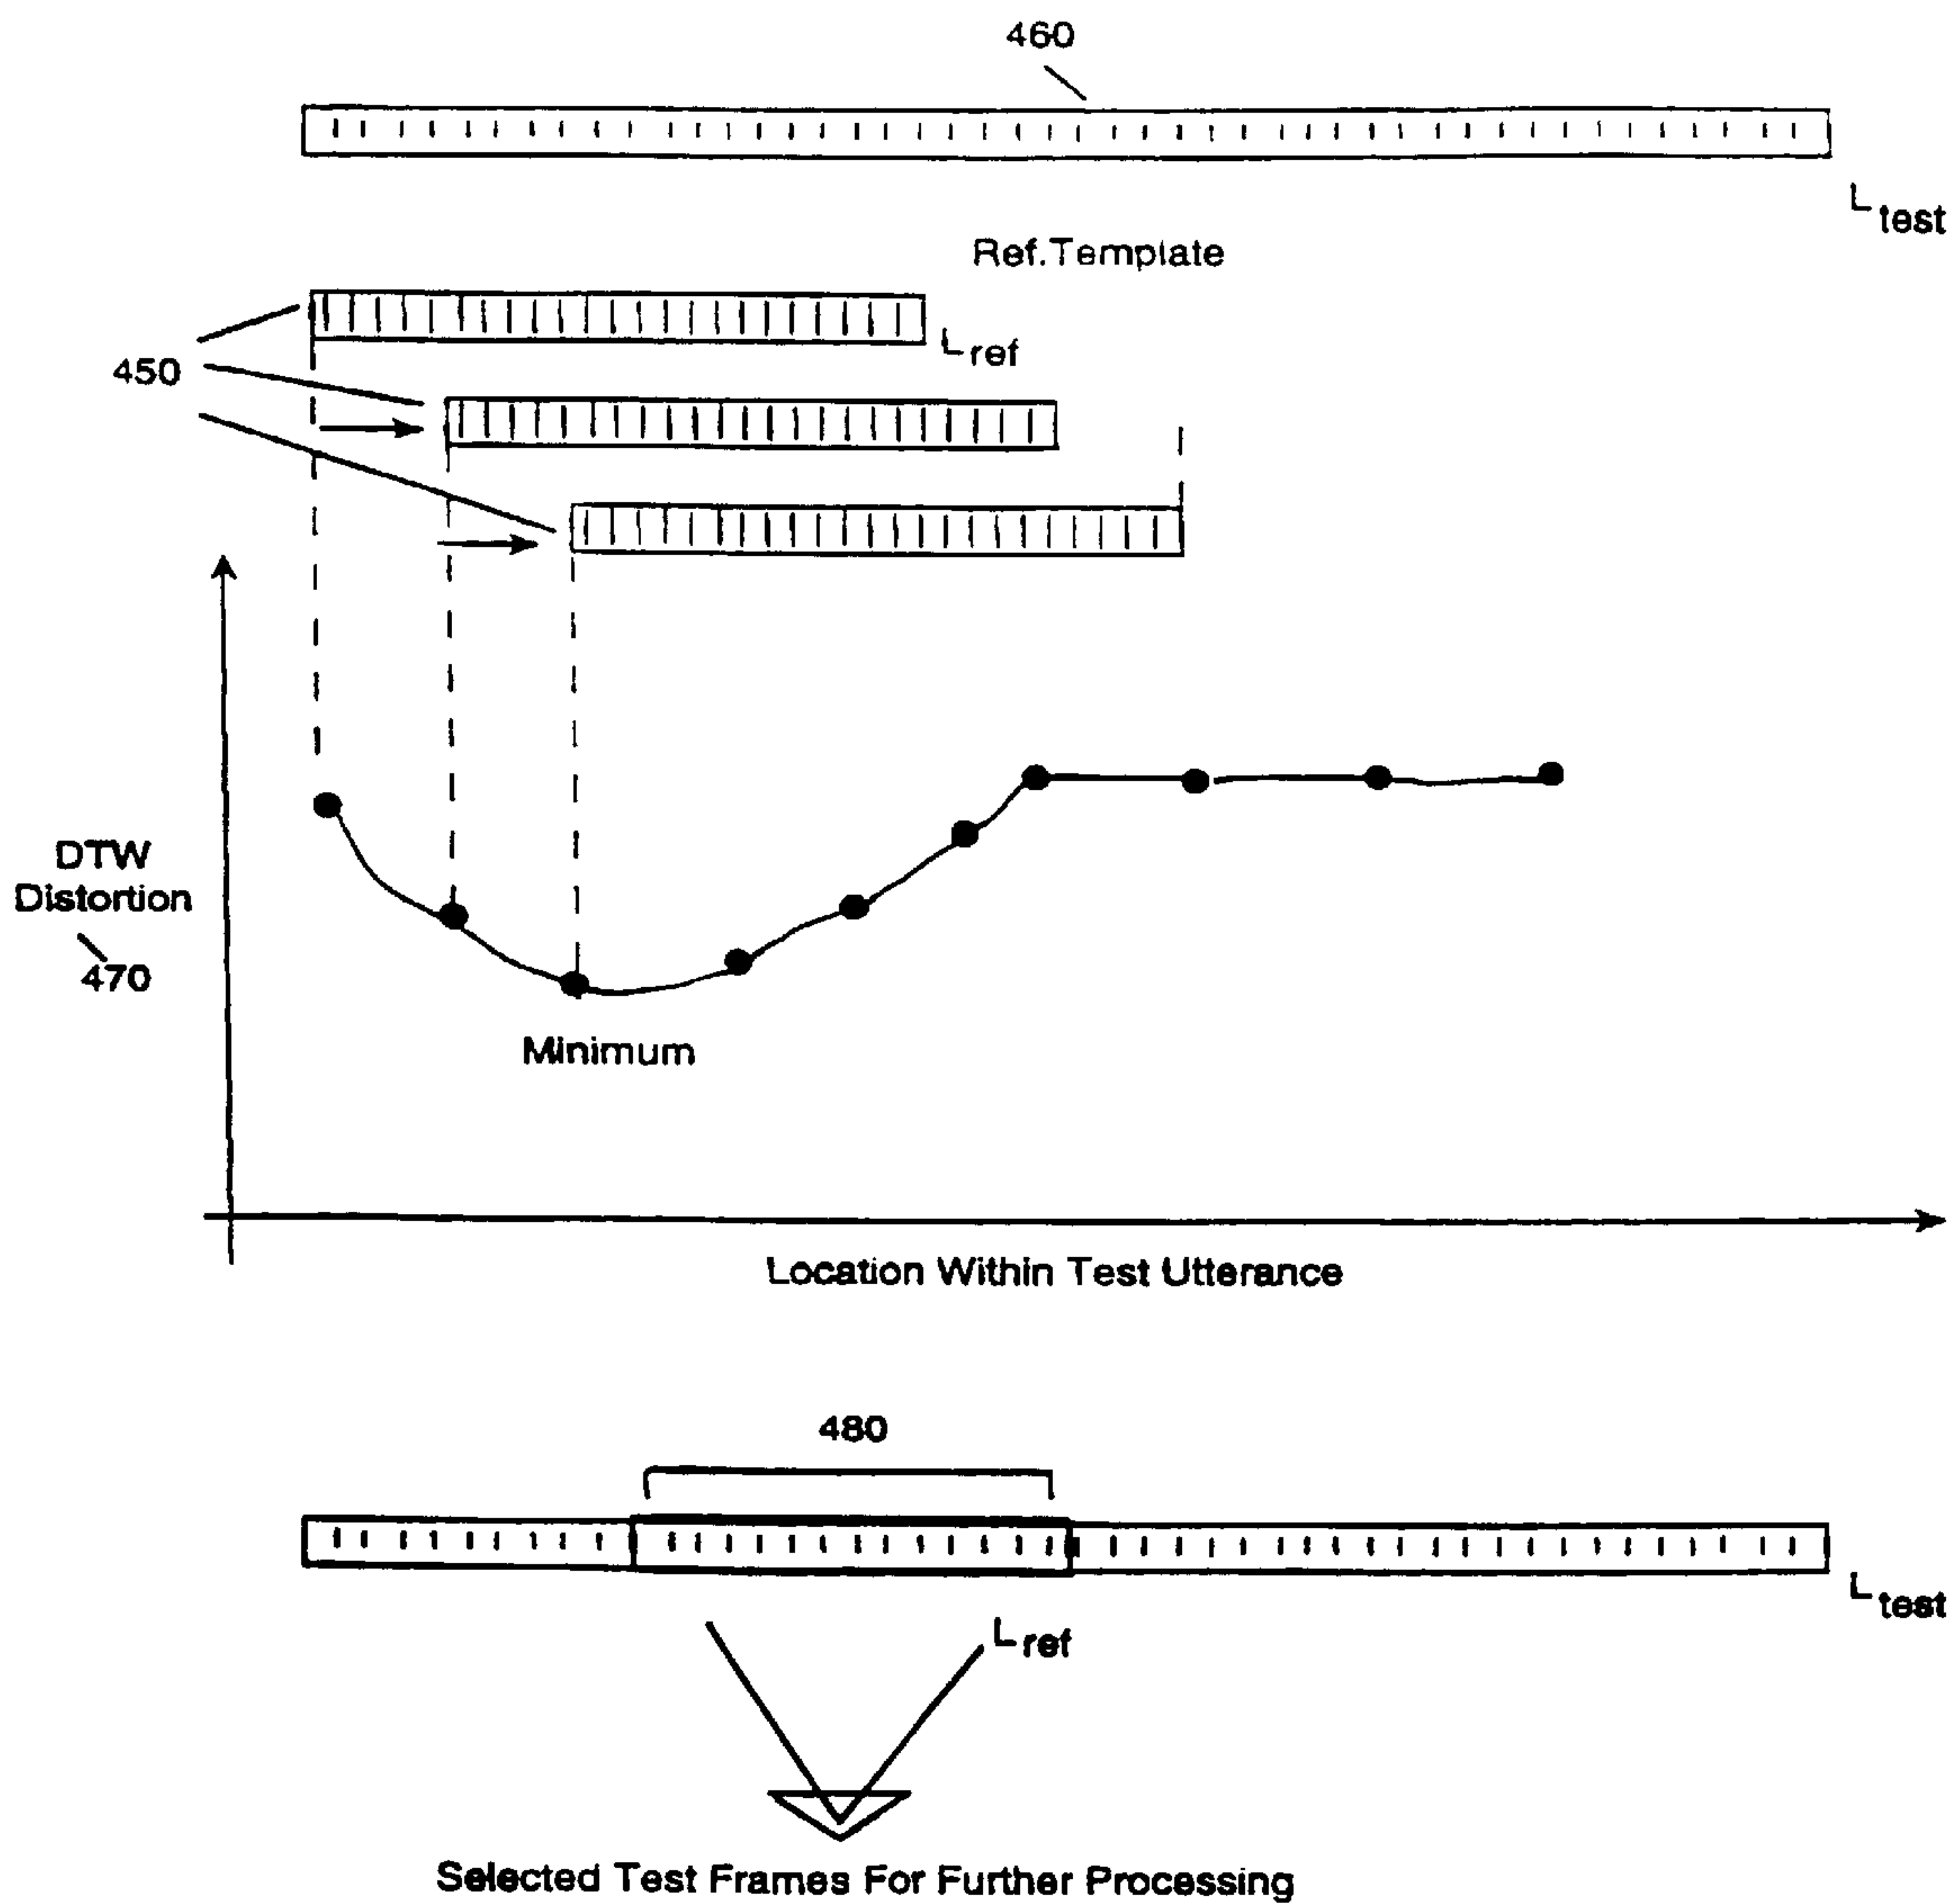 460
L test
Ref. Template
L ref
450
DTW
Distortion
470
Minimum
Location Within Test Utterance
480
L test
L ref
Selected Test Frames For Further Processing